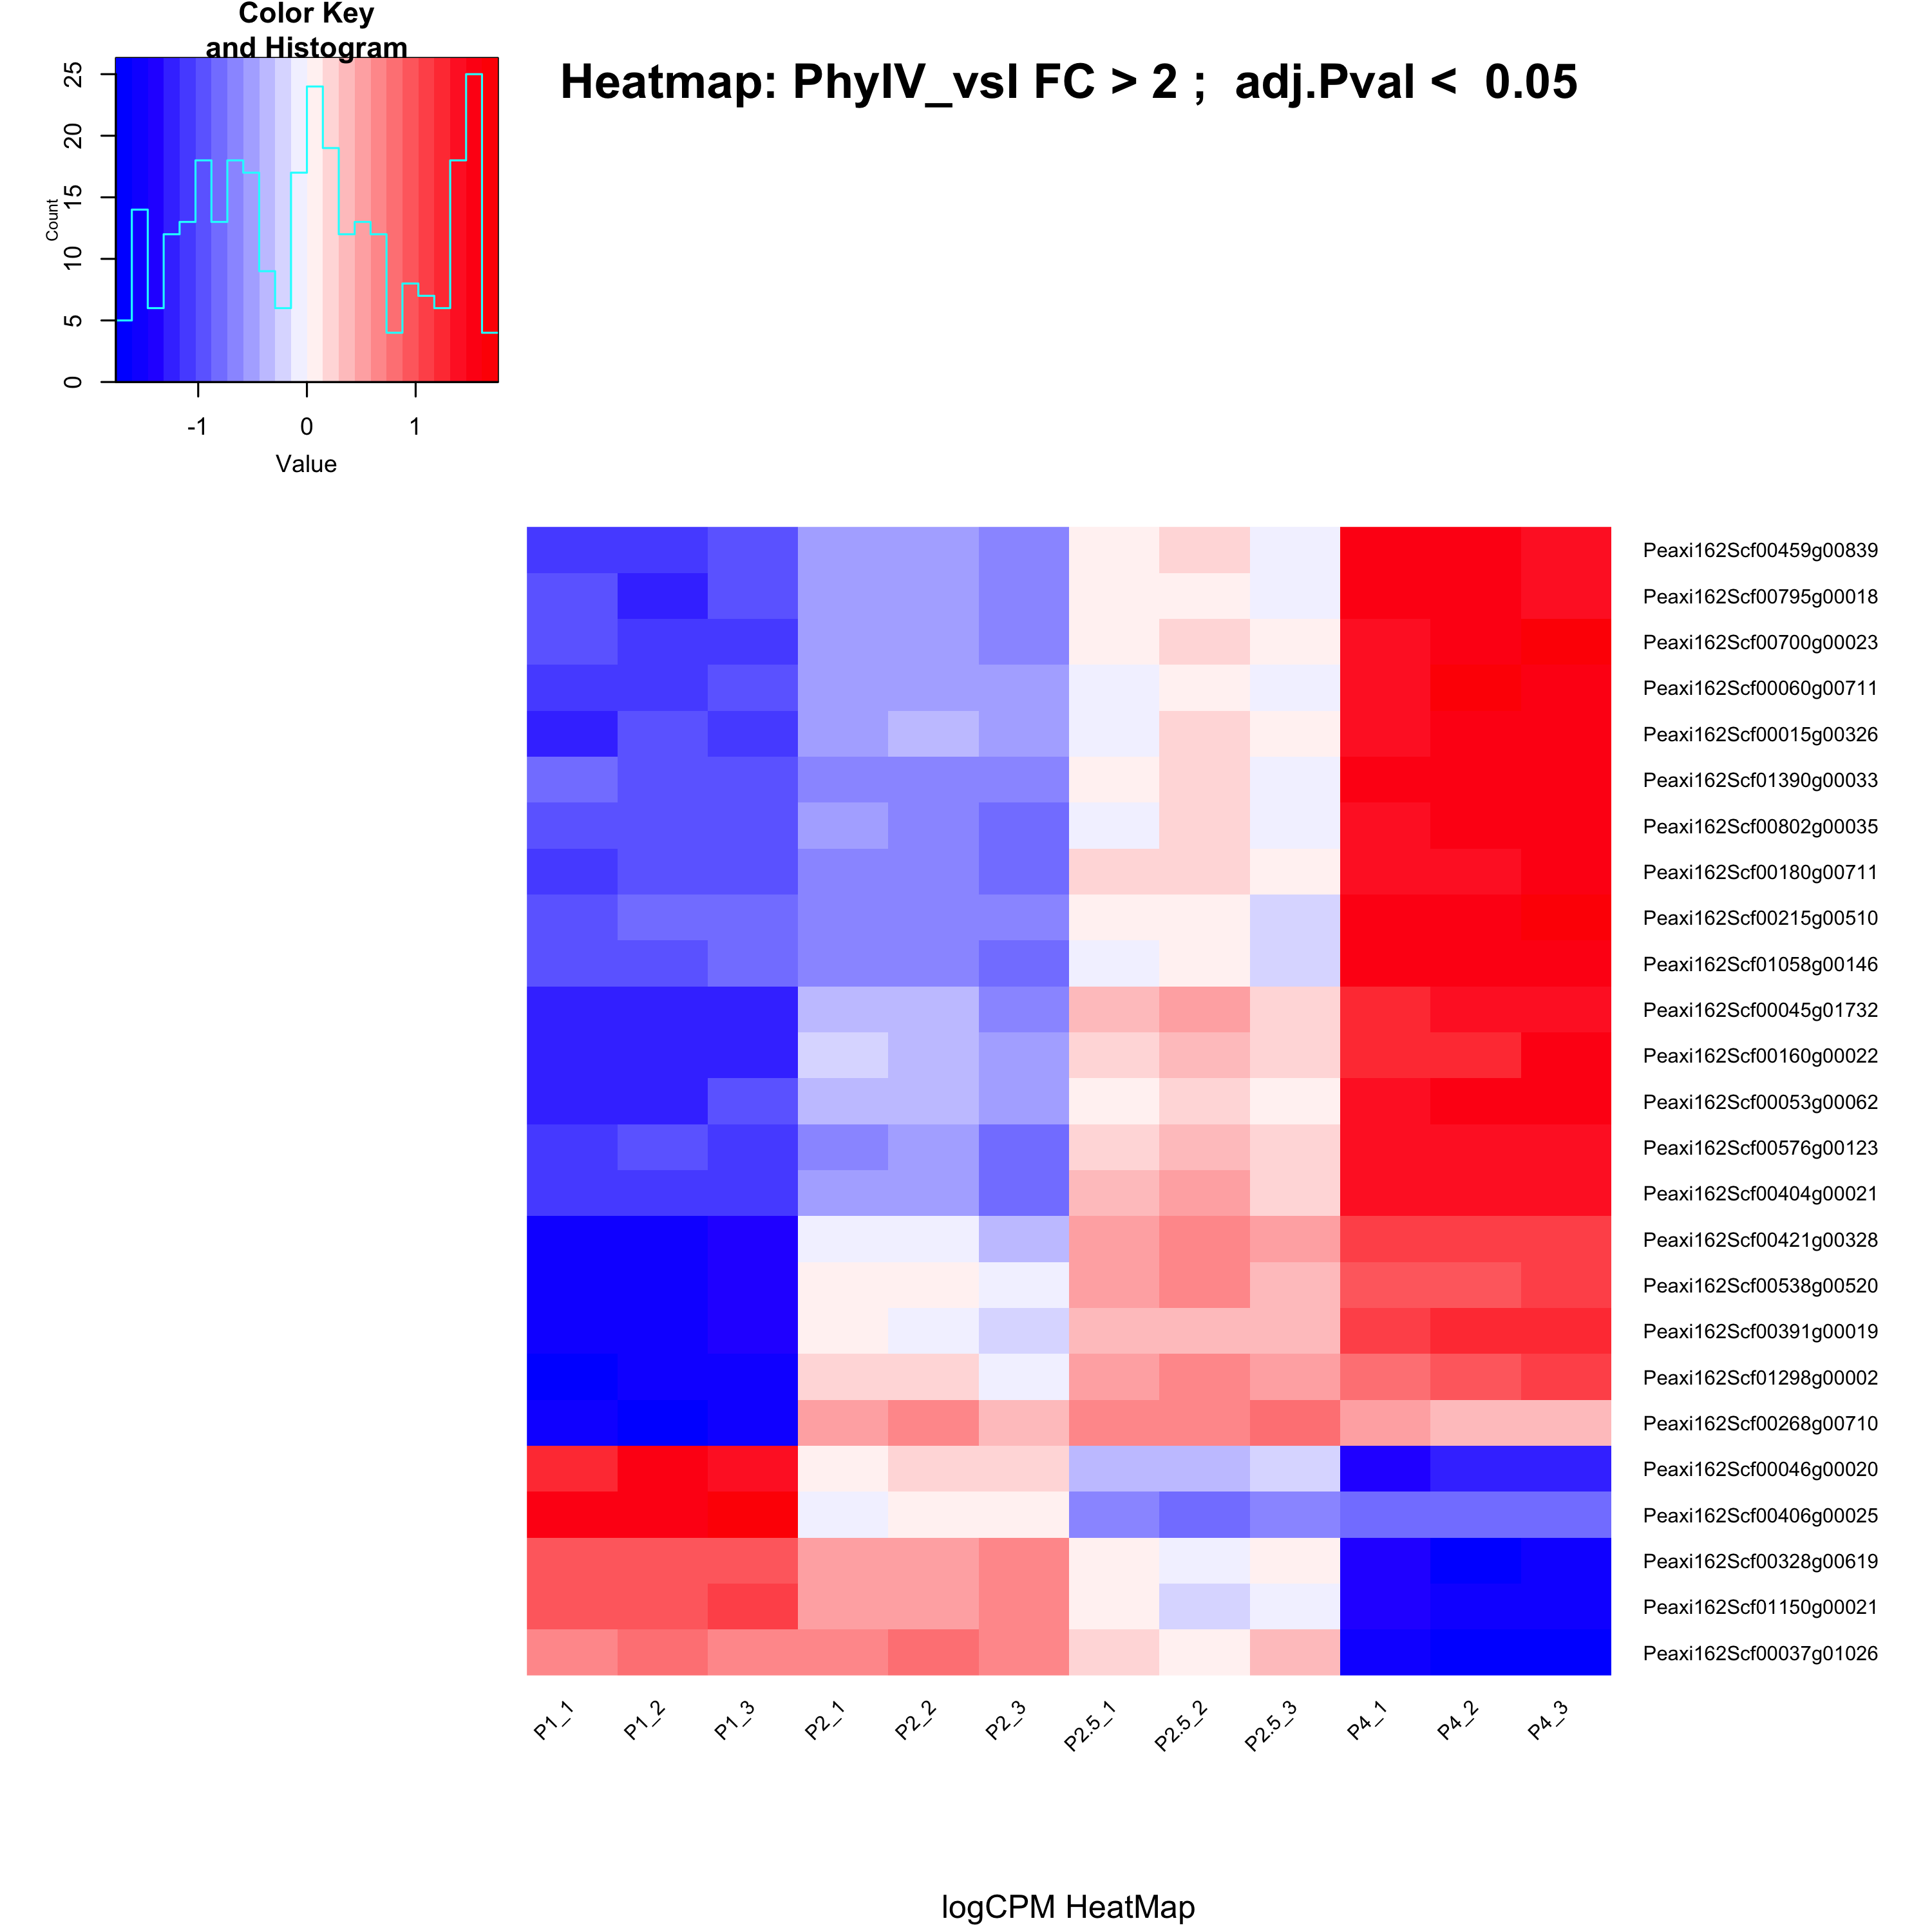 Color Key
and Histogram
Heatmap: PhyIV_vsI FC > 2 ;  adj.Pval <  0.05
25
20
15
10
5
0
Count
-1
0
1
Value
Peaxi162Scf00459g00839
Peaxi162Scf00795g00018
Peaxi162Scf00700g00023
Peaxi162Scf00060g00711
Peaxi162Scf00015g00326
Peaxi162Scf01390g00033
Peaxi162Scf00802g00035
Peaxi162Scf00180g00711
Peaxi162Scf00215g00510
Peaxi162Scf01058g00146
Peaxi162Scf00045g01732
Peaxi162Scf00160g00022
Peaxi162Scf00053g00062
Peaxi162Scf00576g00123
Peaxi162Scf00404g00021
Peaxi162Scf00421g00328
Peaxi162Scf00538g00520
Peaxi162Scf00391g00019
Peaxi162Scf01298g00002
Peaxi162Scf00268g00710
Peaxi162Scf00046g00020
Peaxi162Scf00406g00025
Peaxi162Scf00328g00619
Peaxi162Scf01150g00021
Peaxi162Scf00037g01026
P1_1
P1_2
P1_3
P2_1
P2_2
P2_3
P2.5_1
P2.5_2
P2.5_3
P4_1
P4_2
P4_3
logCPM HeatMap